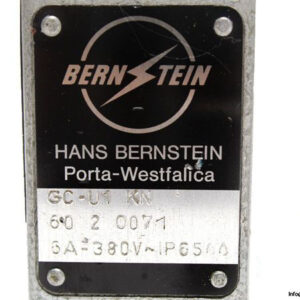 BERNSTEIN
HANS BERNSTEIN
Porta-Westfalica
GC-U1 KN
60 2 0071
6A-380V~IP65